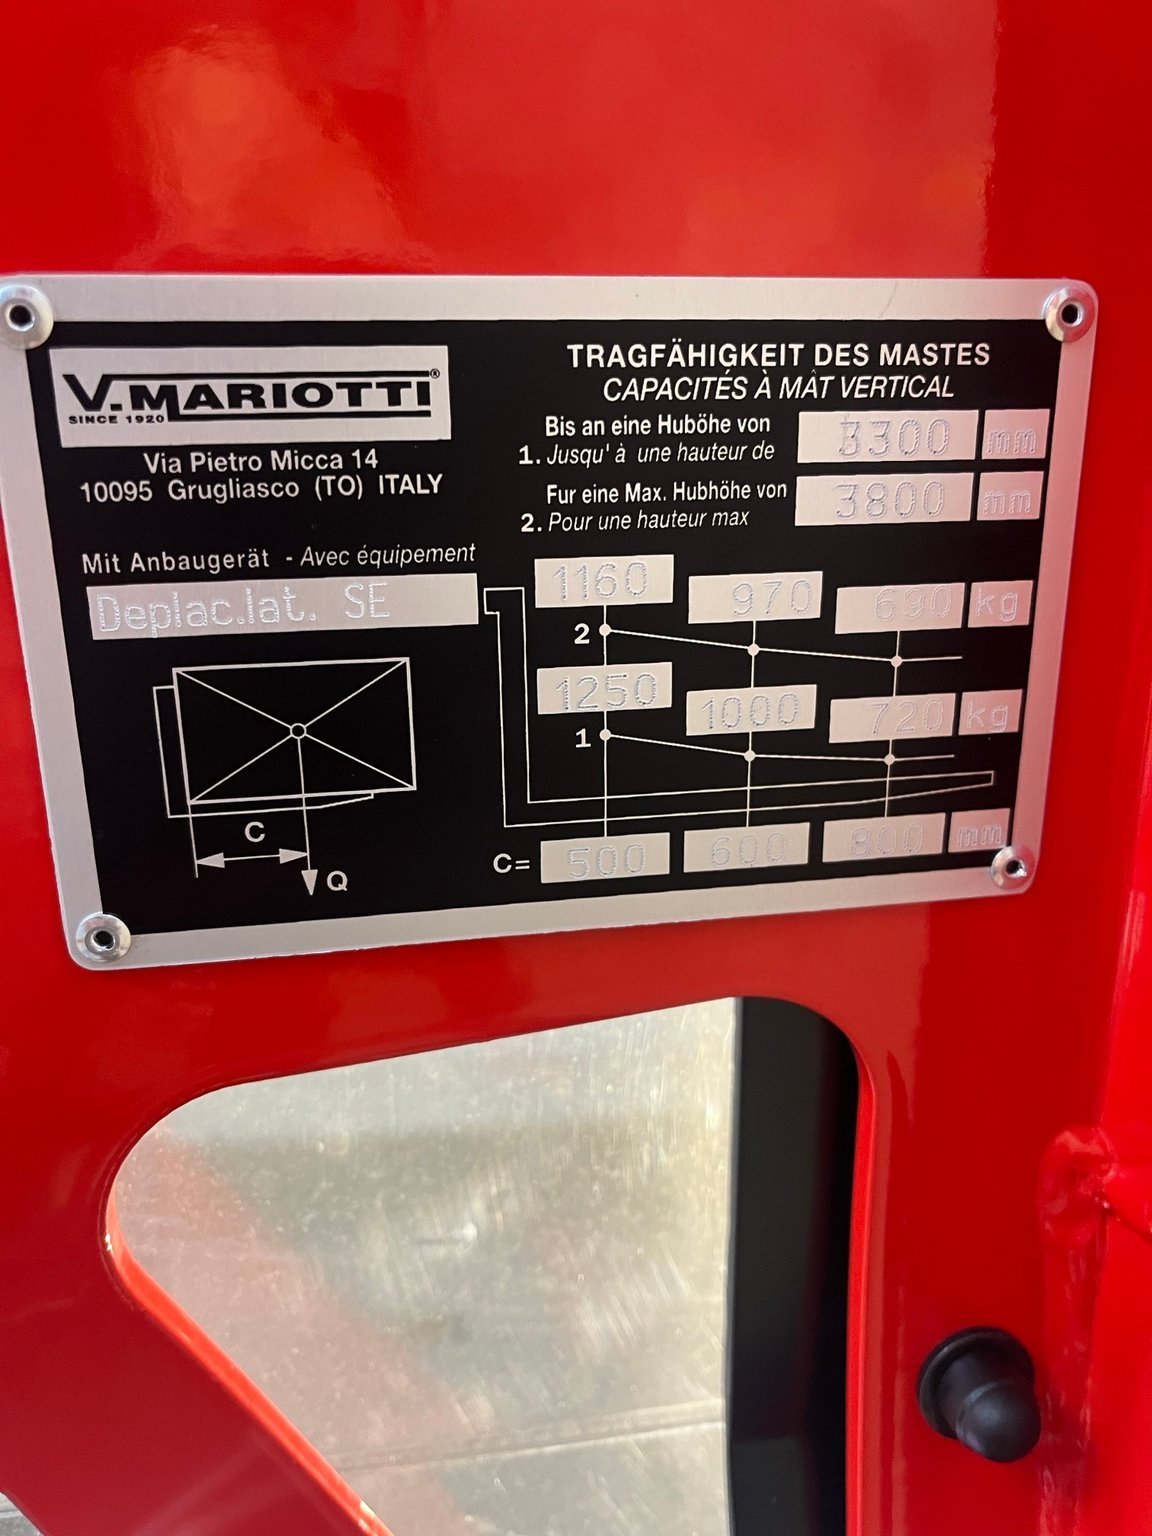 V.MARIOTTI®
SINCE 1920
Via Pietro Micca 14
10095 Grugliasco (TO) ITALY
Mit Anbaugerät - Avec équipement
Deplac.lat. SE
C
Q
TRAGFÄHIGKEIT DES MASTES
CAPACITÉS À MÂT VERTICAL
Bis an eine Huböhe von
1. Jusqu' à une hauteur de 3300 mm
Fur eine Max. Hubhöhe von
2. Pour une hauteur max 3800 mm
1160 970 690 kg
2
1250 1000 720 kg
1
C= 500 600 800 mm